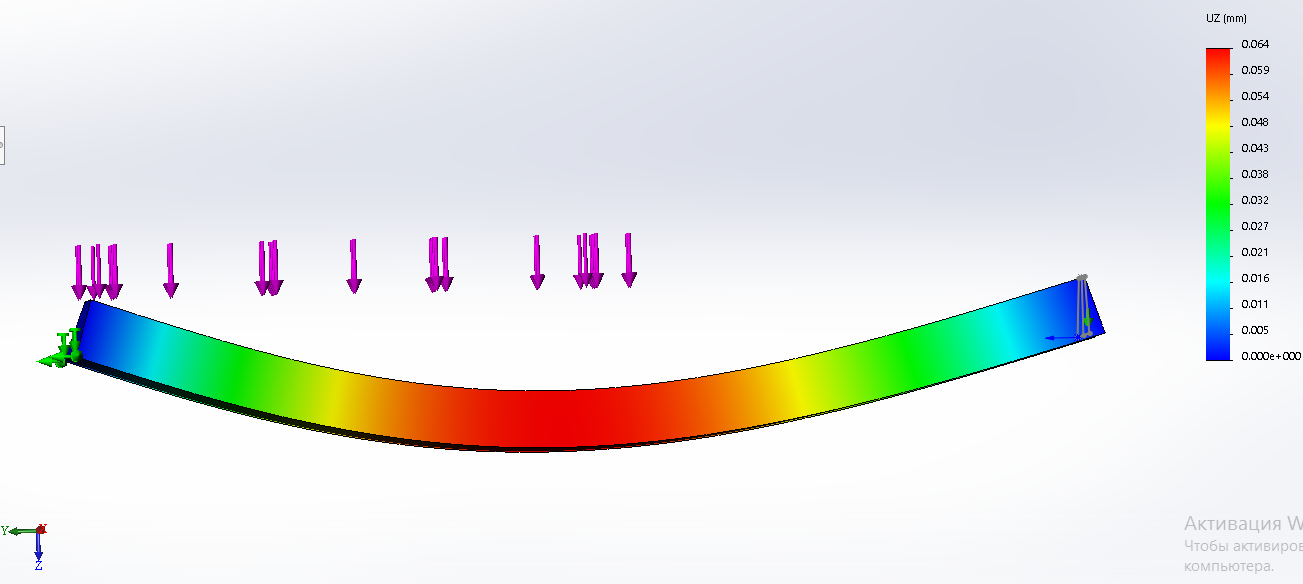 UZ (mm)
0.064
0.059
0.054
0.048
0.043
0.038
0.032
0.027
0.021
0.016
0.011
0.005
0.000e+000
Y
X
Z
Активация W
Чтобы активиров
компьютера.